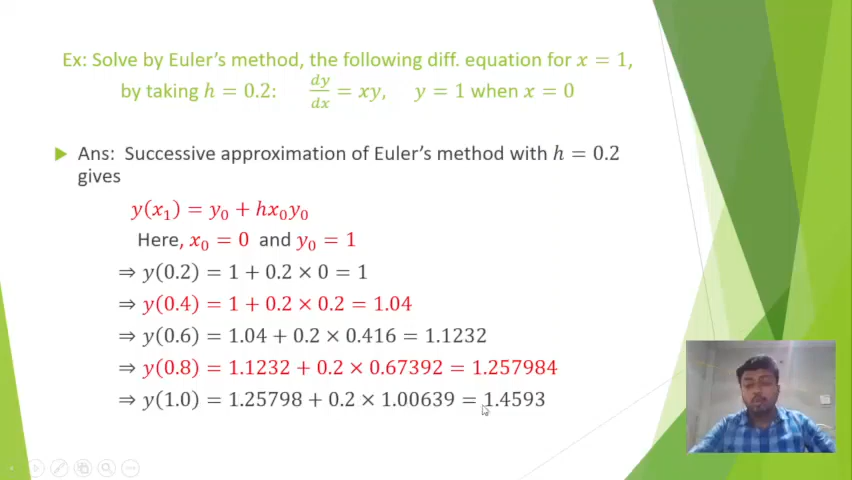 Ex: Solve by Euler's method, the following diff. equation for x = 1,
by taking h = 0.2: dy/dx = xy, y = 1 when x = 0
Ans: Successive approximation of Euler's method with h = 0.2
gives
y(x₁) = y₀ + hx₀y₀
Here, x₀ = 0 and y₀ = 1
⇒ y(0.2) = 1 + 0.2 × 0 = 1
⇒ y(0.4) = 1 + 0.2 × 0.2 = 1.04
⇒ y(0.6) = 1.04 + 0.2 × 0.416 = 1.1232
⇒ y(0.8) = 1.1232 + 0.2 × 0.67392 = 1.257984
⇒ y(1.0) = 1.25798 + 0.2 × 1.00639 = 1.4593